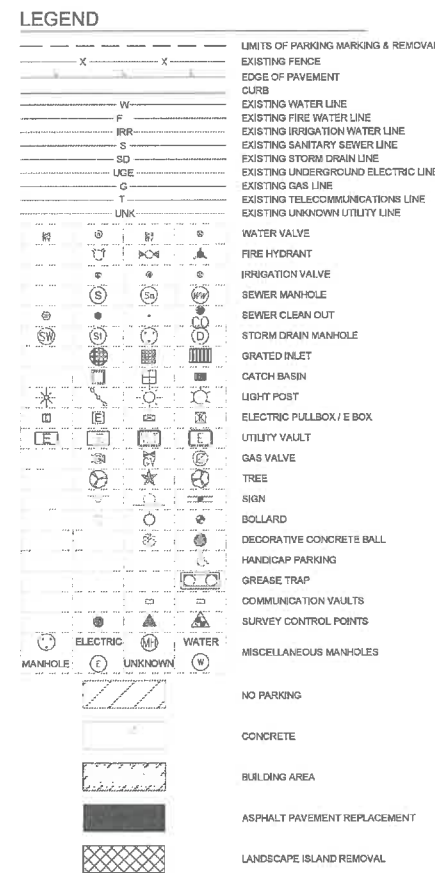 LEGEND
LIMITS OF PARKING MARKING & REMOVAL
X X EXISTING FENCE
EDGE OF PAVEMENT
CURB
W EXISTING WATER LINE
F EXISTING FIRE WATER LINE
IRR EXISTING IRRIGATION WATER LINE
S EXISTING SANITARY SEWER LINE
SD EXISTING STORM DRAIN LINE
UGE EXISTING UNDERGROUND ELECTRIC LINE
G EXISTING GAS LINE
T EXISTING TELECOMMUNICATIONS LINE
UNK EXISTING UNKNOWN UTILITY LINE
WATER VALVE
FIRE HYDRANT
IRRIGATION VALVE
S Sn WW SEWER MANHOLE
CO SEWER CLEAN OUT
SW St D STORM DRAIN MANHOLE
GRATED INLET
CATCH BASIN
LIGHT POST
E ELECTRIC PULLBOX / E BOX
E E UTILITY VAULT
GAS VALVE
TREE
SIGN
BOLLARD
DECORATIVE CONCRETE BALL
HANDICAP PARKING
GREASE TRAP
COMMUNICATION VAULTS
SURVEY CONTROL POINTS
ELECTRIC MH WATER
MISCELLANEOUS MANHOLES
MANHOLE E UNKNOWN W
NO PARKING
CONCRETE
BUILDING AREA
ASPHALT PAVEMENT REPLACEMENT
LANDSCAPE ISLAND REMOVAL